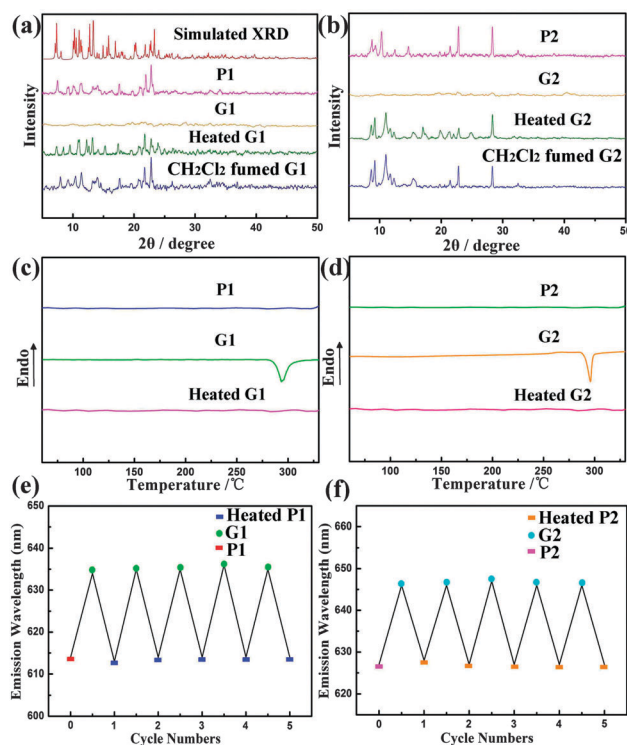 (a)
Simulated XRD
P1
G1
Heated G1
CH₂Cl₂ fumed G1
Intensity
0 10 20 30 40 50
2θ / degree
(b)
P2
G2
Heated G2
CH₂Cl₂ fumed G2
Intensity
5 10 20 30 40 50
2θ / degree
(c)
P1
G1
Heated G1
Endo
100 150 200 250 300
Temperature /℃
(d)
P2
G2
Heated G2
Endo
100 150 200 250 300
Temperature /℃
(e)
Heated P1
G1
P1
Emission Wavelength (nm)
650
640
630
620
610
600
0 1 2 3 4 5
Cycle Numbers
(f)
Heated P2
G2
P2
Emission Wavelength (nm)
660
650
640
630
620
0 1 2 3 4 5
Cycle Numbers